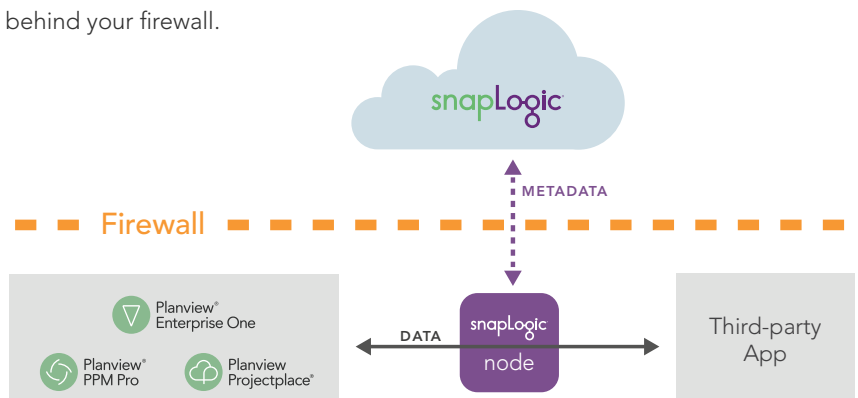 behind your firewall.
snapLogic
METADATA
Firewall
Planview®
Enterprise One
Planview®
PPM Pro
Planview
Projectplace®
DATA
snapLogic
node
Third-party
App